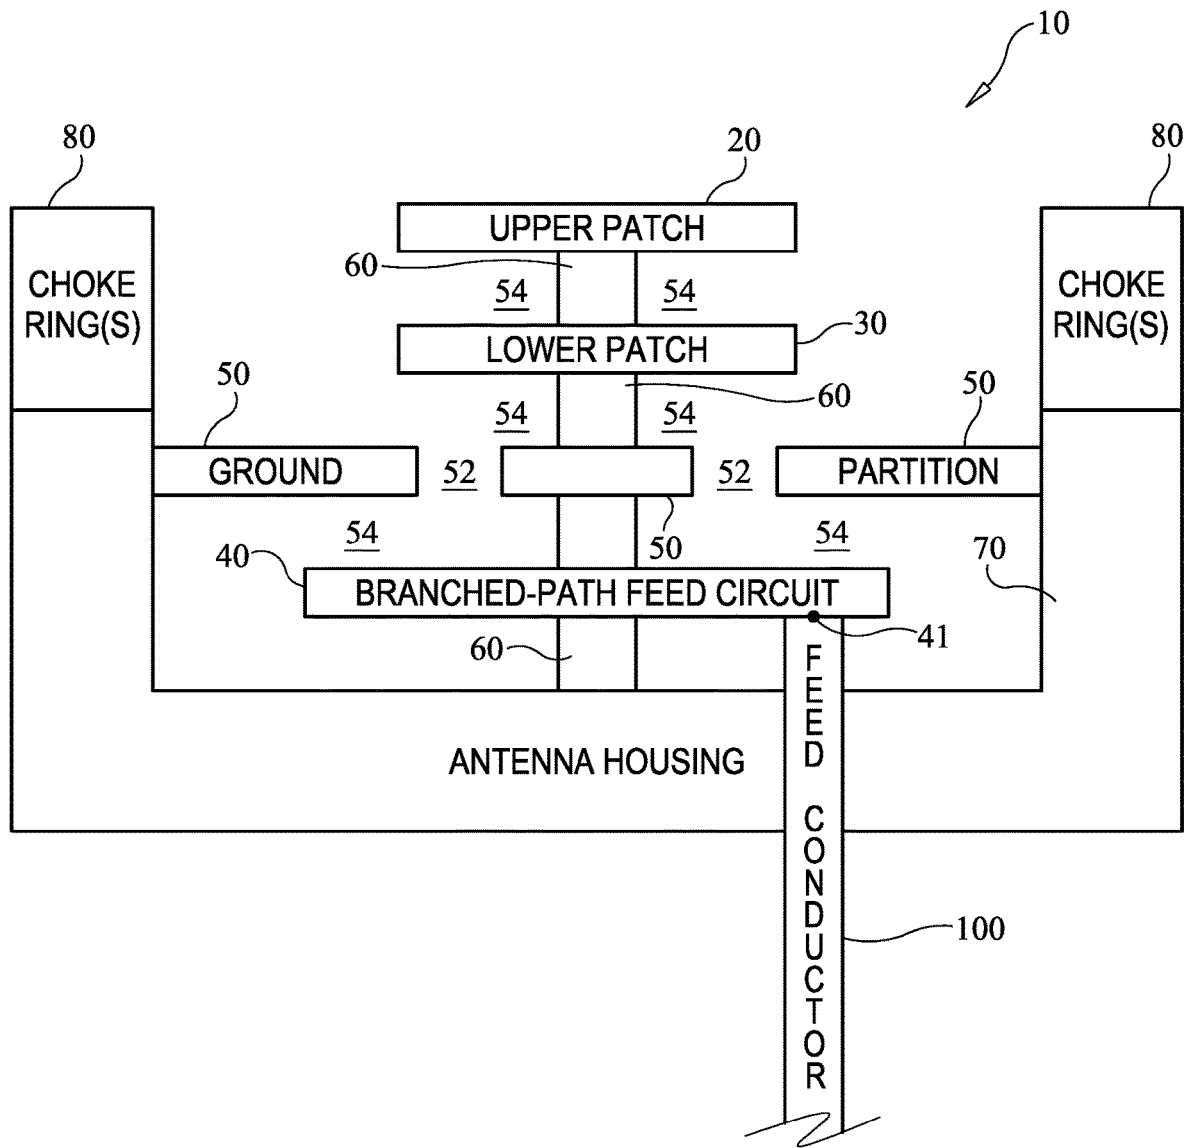 10
80
20
80
UPPER PATCH
60
CHOKE
RING(S)
54
54
CHOKE
RING(S)
30
LOWER PATCH
50
60
50
54
54
GROUND
52
52
PARTITION
54
50
54
40
70
BRANCHED-PATH FEED CIRCUIT
60
41
FEED CONDUCTOR
ANTENNA HOUSING
100